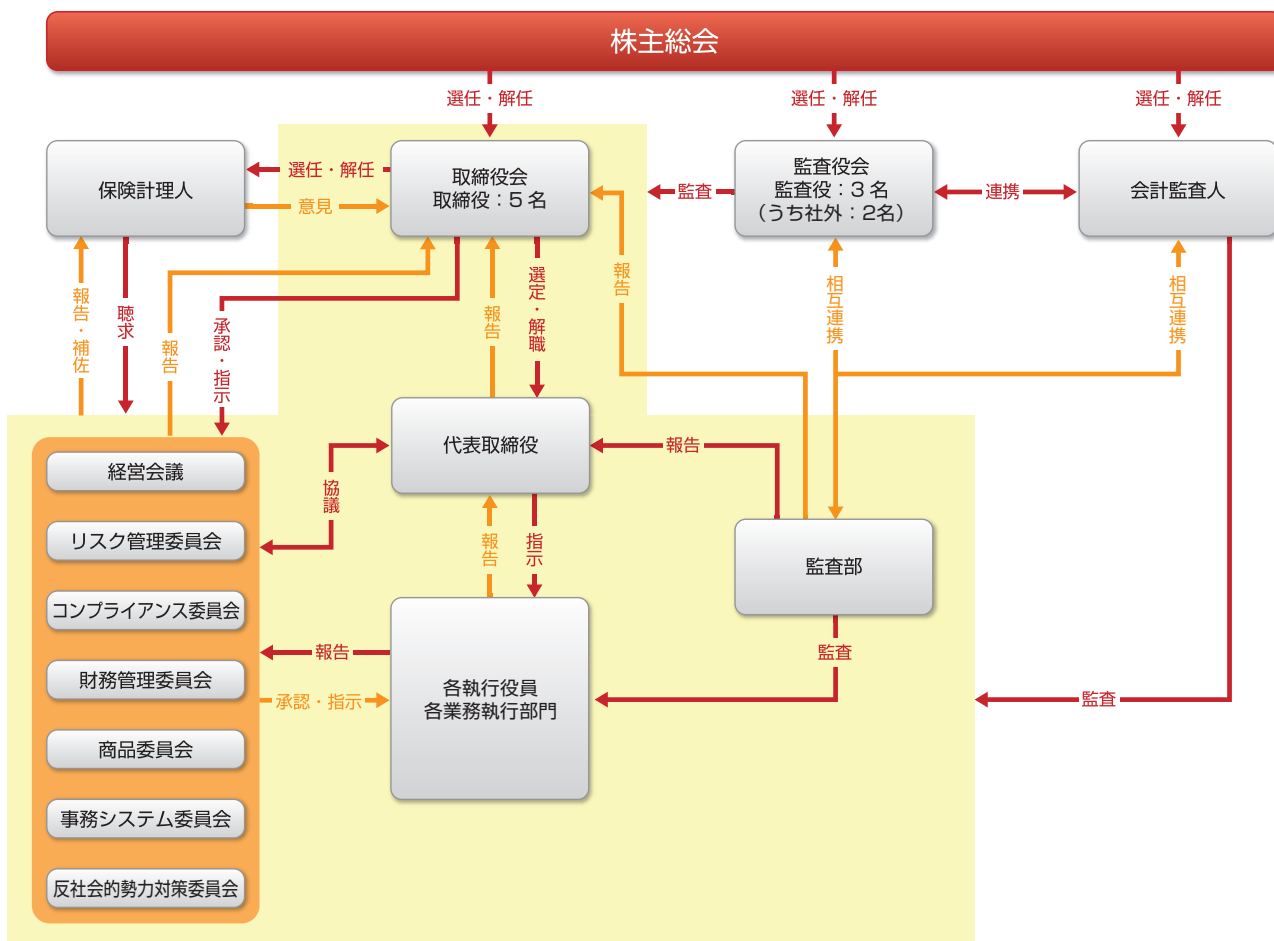 株主総会
選任・解任
選任・解任
選任・解任
保険計理人
選任・解任
意見
取締役会
取締役：5 名
監査
監査役会
監査役：3 名
（うち社外：2名）
連携
会計監査人
報告・補佐
聴求
報告
承認・指示
報告
選定・解職
報告
相互連携
相互連携
代表取締役
報告
協議
報告
指示
監査部
経営会議
リスク管理委員会
コンプライアンス委員会
財務管理委員会
商品委員会
事務システム委員会
反社会的勢力対策委員会
報告
承認・指示
各執行役員
各業務執行部門
監査
監査